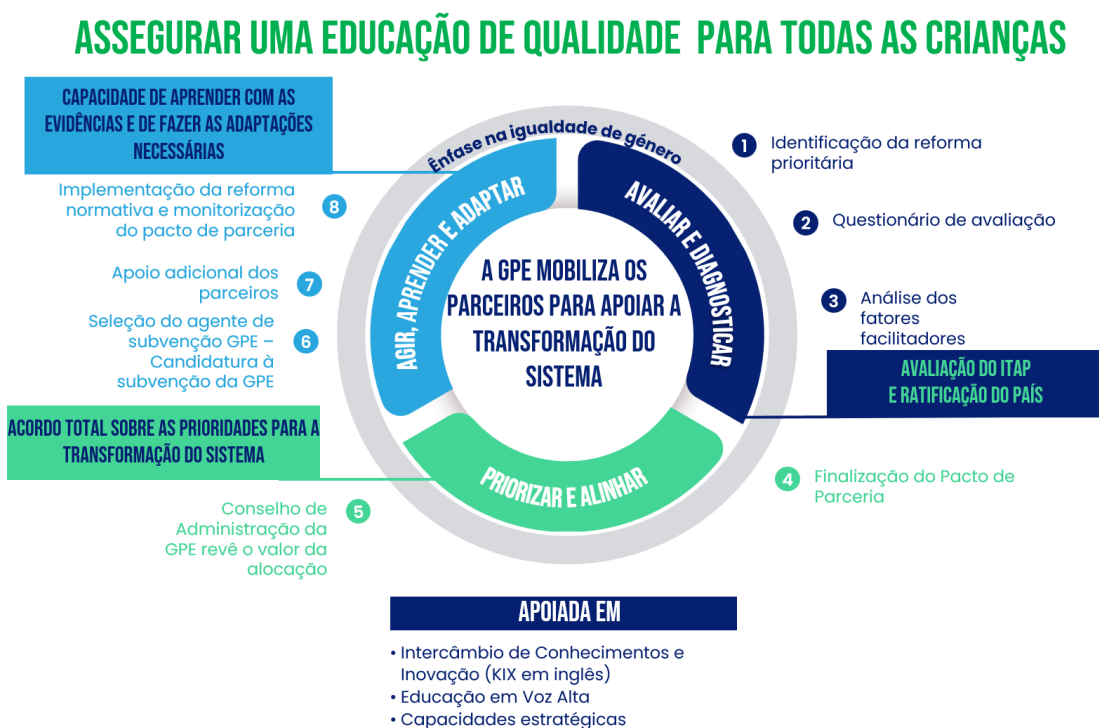 ASSEGURAR UMA EDUCAÇÃO DE QUALIDADE PARA TODAS AS CRIANÇAS
CAPACIDADE DE APRENDER COM AS
EVIDÊNCIAS E DE FAZER AS ADAPTAÇÕES
NECESSÁRIAS
Ênfase na igualdade de género
AVALIAR E DIAGNOSTICAR
PRIORIZAR E ALINHAR
AGIR, APRENDER E ADAPTAR
A GPE MOBILIZA OS
PARCEIROS PARA APOIAR A
TRANSFORMAÇÃO DO
SISTEMA
1 Identificação da reforma
prioritária
2 Questionário de avaliação
3 Análise dos
fatores
facilitadores
AVALIAÇÃO DO ITAP
E RATIFICAÇÃO DO PAÍS
4 Finalização do Pacto de
Parceria
Conselho de 5
Administração da
GPE revê o valor da
alocação
ACORDO TOTAL SOBRE AS PRIORIDADES PARA A
TRANSFORMAÇÃO DO SISTEMA
Seleção do agente de
subvenção GPE – 6
Candidatura à
subvenção da GPE
Apoio adicional dos 7
parceiros
Implementação da reforma
normativa e monitorização 8
do pacto de parceria
APOIADA EM
• Intercâmbio de Conhecimentos e
Inovação (KIX em inglês)
• Educação em Voz Alta
• Capacidades estratégicas